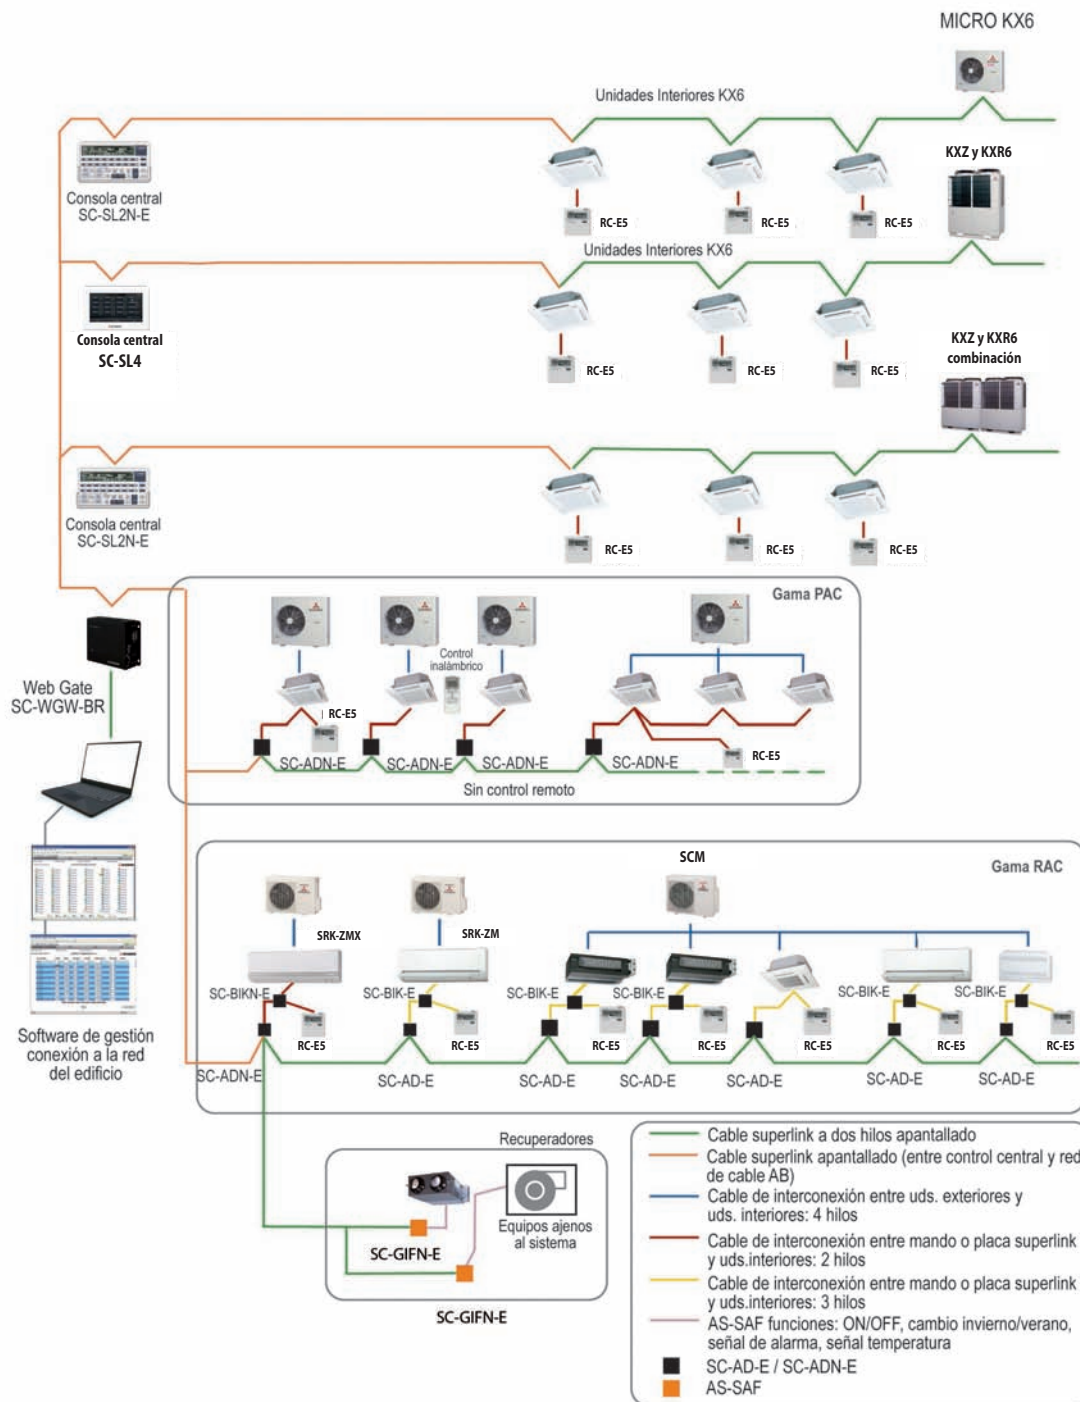 MICRO KX6
Unidades Interiores KX6
KXZ y KXR6
Consola central
SC-SL2N-E
RC-E5
RC-E5
RC-E5
Unidades Interiores KX6
Consola central
SC-SL4
KXZ y KXR6
combinación
RC-E5
RC-E5
RC-E5
Consola central
SC-SL2N-E
RC-E5
RC-E5
RC-E5
Gama PAC
Control
inalámbrico
Web Gate
SC-WGW-BR
RC-E5
RC-E5
SC-ADN-E
SC-ADN-E
SC-ADN-E
SC-ADN-E
Sin control remoto
SCM
Gama RAC
SRK-ZMX
SRK-ZM
SC-BIKN-E
SC-BIK-E
SC-BIK-E
SC-BIK-E
SC-BIK-E
SC-BIK-E
Software de gestión
conexión a la red
del edificio
RC-E5
RC-E5
RC-E5
RC-E5
RC-E5
RC-E5
RC-E5
SC-ADN-E
SC-AD-E
SC-AD-E
SC-AD-E
SC-AD-E
SC-AD-E
SC-AD-E
Recuperadores
Equipos ajenos
al sistema
SC-GIFN-E
SC-GIFN-E
Cable superlink a dos hilos apantallado
Cable superlink apantallado (entre control central y red
de cable AB)
Cable de interconexión entre uds. exteriores y
uds. interiores: 4 hilos
Cable de interconexión entre mando o placa superlink
y uds.interiores: 2 hilos
Cable de interconexión entre mando o placa superlink
y uds.interiores: 3 hilos
AS-SAF funciones: ON/OFF, cambio invierno/verano,
señal de alarma, señal temperatura
SC-AD-E / SC-ADN-E
AS-SAF